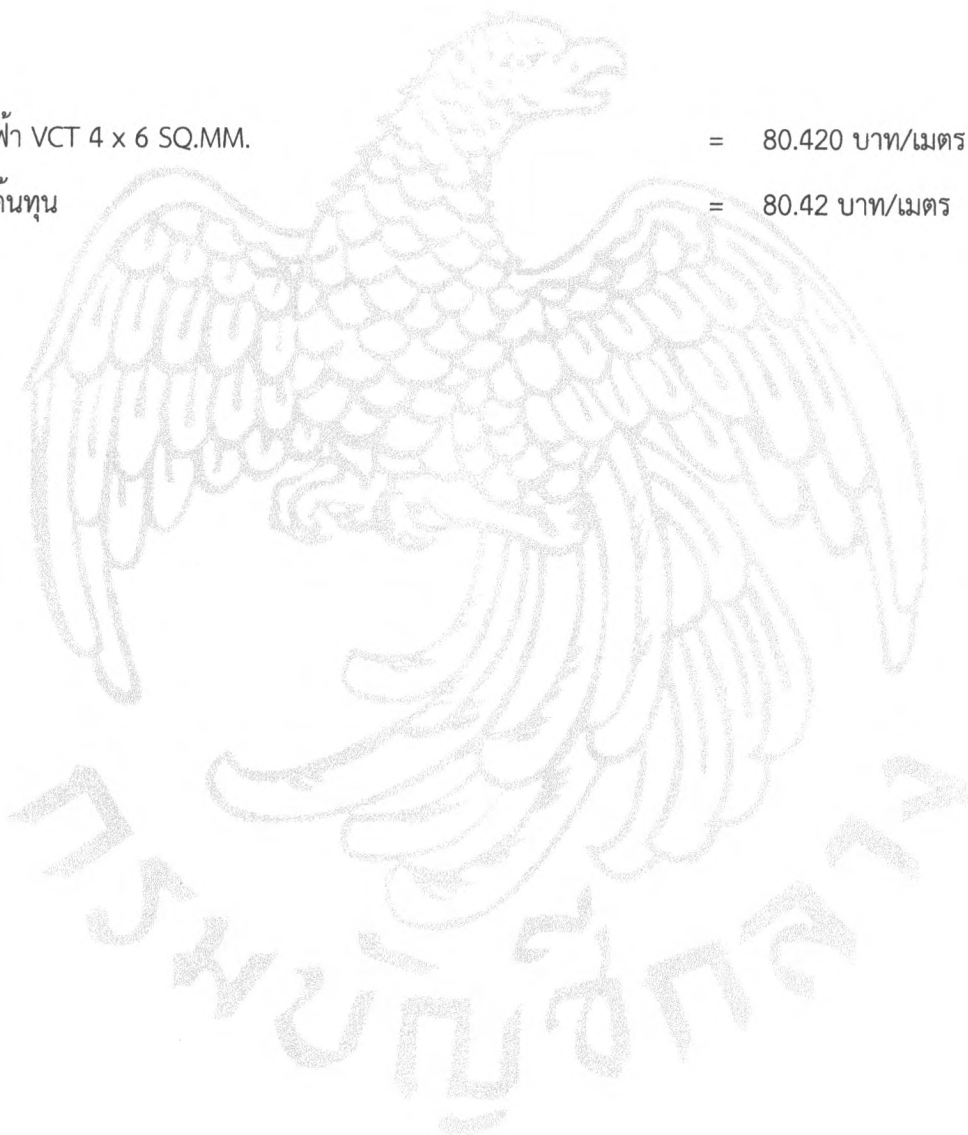 ฟ้า VCT 4 x 6 SQ.MM. = 80.420 บาท/เมตร
ต้นทุน = 80.42 บาท/เมตร
กรมบัญชีกลาง